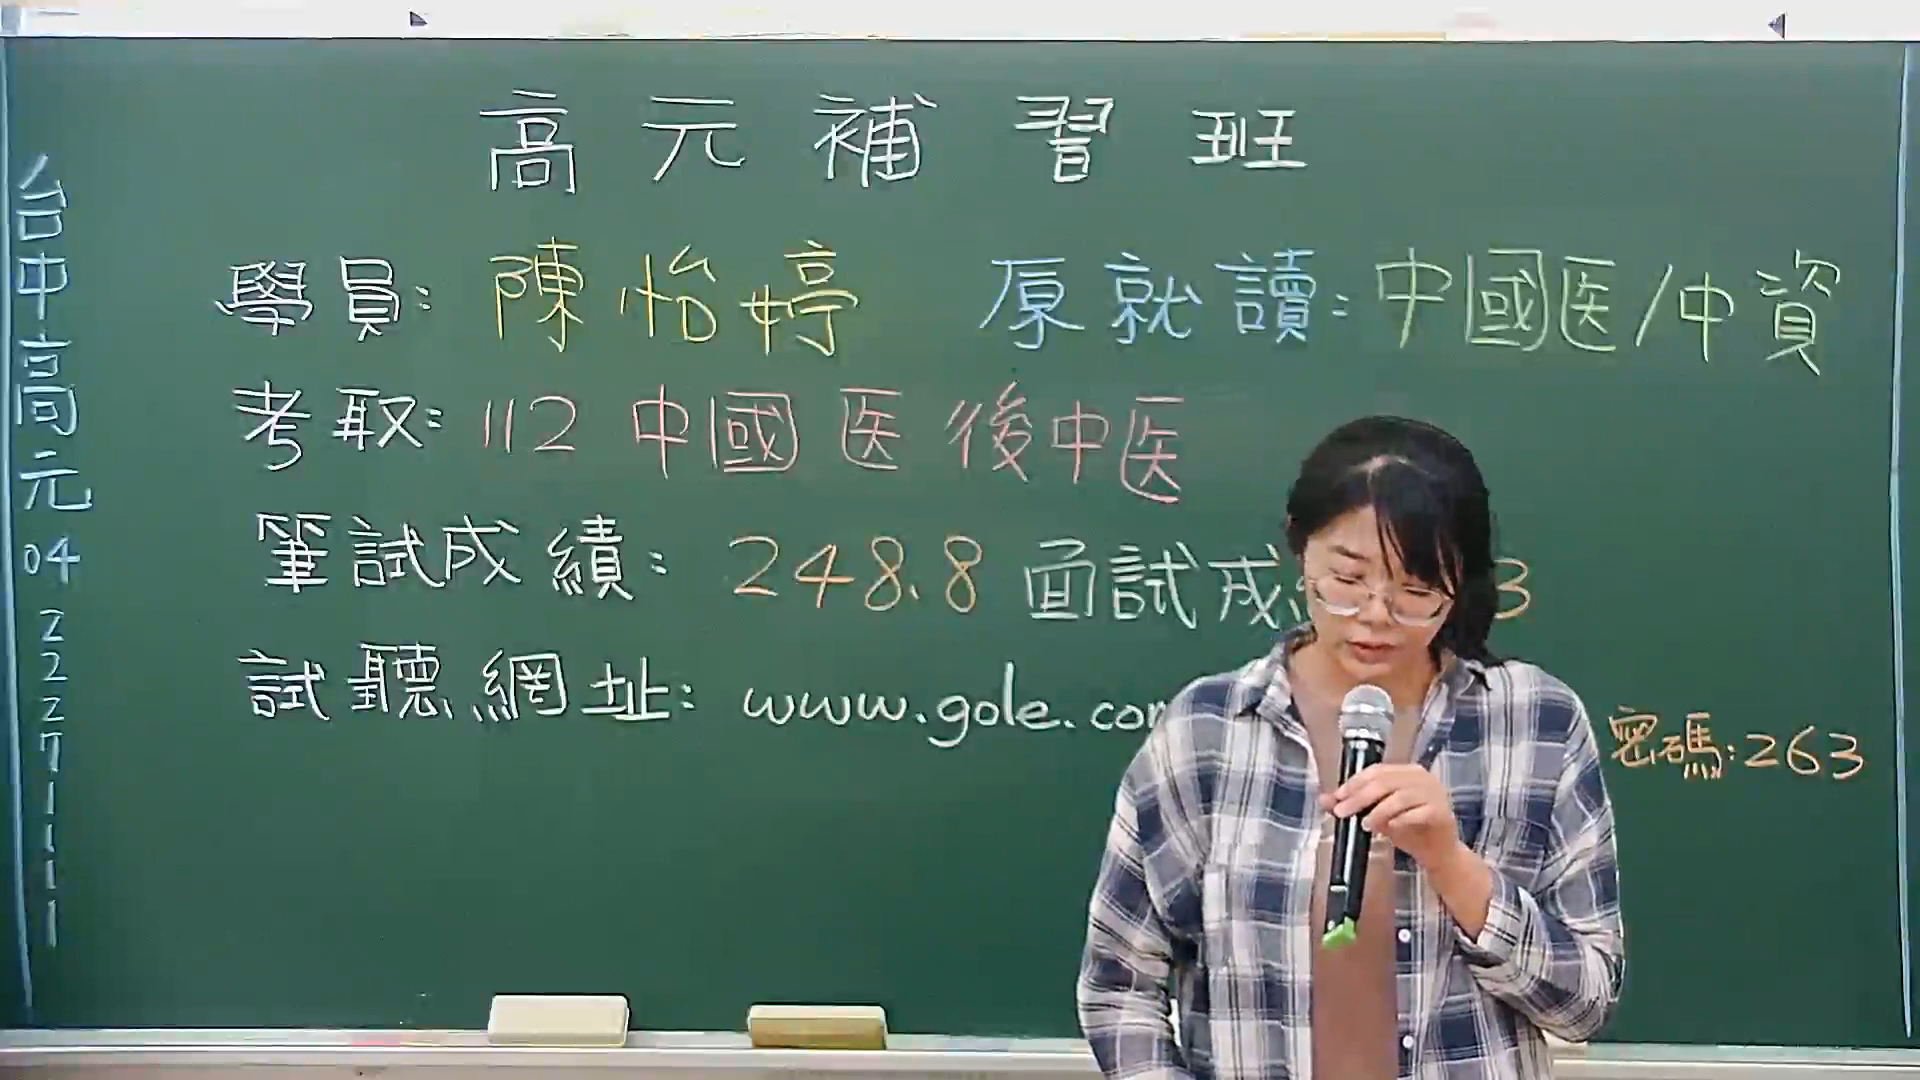 高元補習班
學員: 陳怡婷 原就讀: 中國医/中資
考取: 112 中國医後中医
筆試成績: 248.8 面試成 3
試聽網址: www.gole.com
密碼:263
台中高元 04 22271111